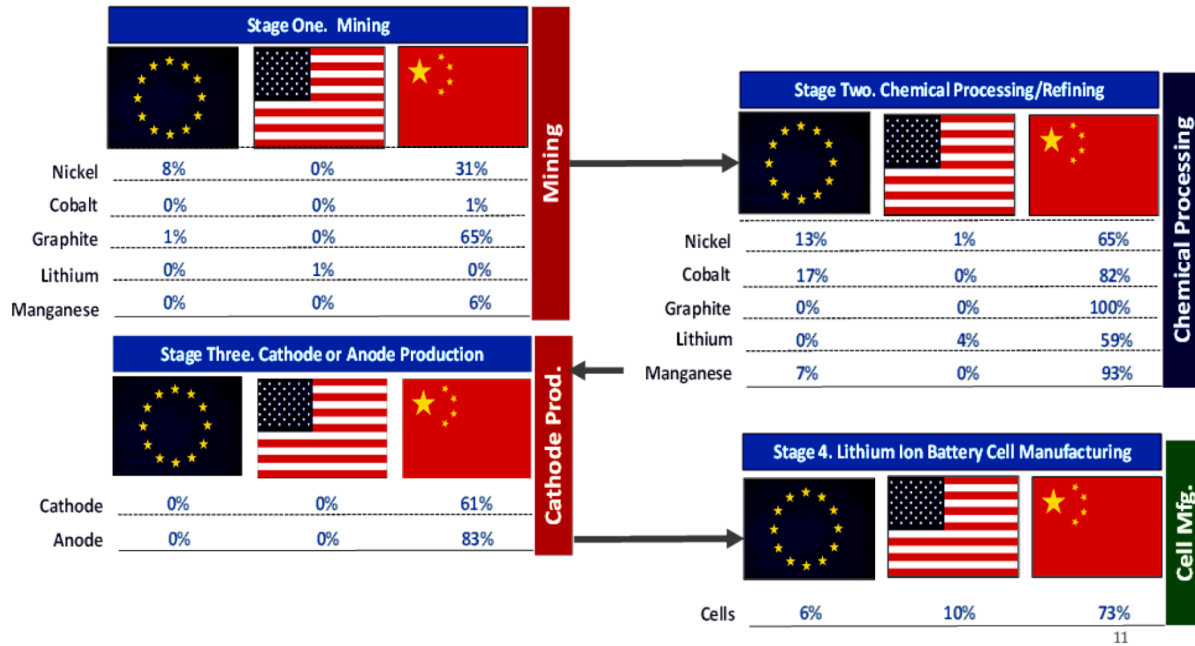 Stage One. Mining
Nickel 8% 0% 31%
Cobalt 0% 0% 1%
Graphite 1% 0% 65%
Lithium 0% 1% 0%
Manganese 0% 0% 6%
Mining
Stage Two. Chemical Processing/Refining
Nickel 13% 1% 65%
Cobalt 17% 0% 82%
Graphite 0% 0% 100%
Lithium 0% 4% 59%
Manganese 7% 0% 93%
Chemical Processing
Stage Three. Cathode or Anode Production
Cathode 0% 0% 61%
Anode 0% 0% 83%
Cathode Prod.
Stage 4. Lithium Ion Battery Cell Manufacturing
Cells 6% 10% 73%
Cell Mfg.
11